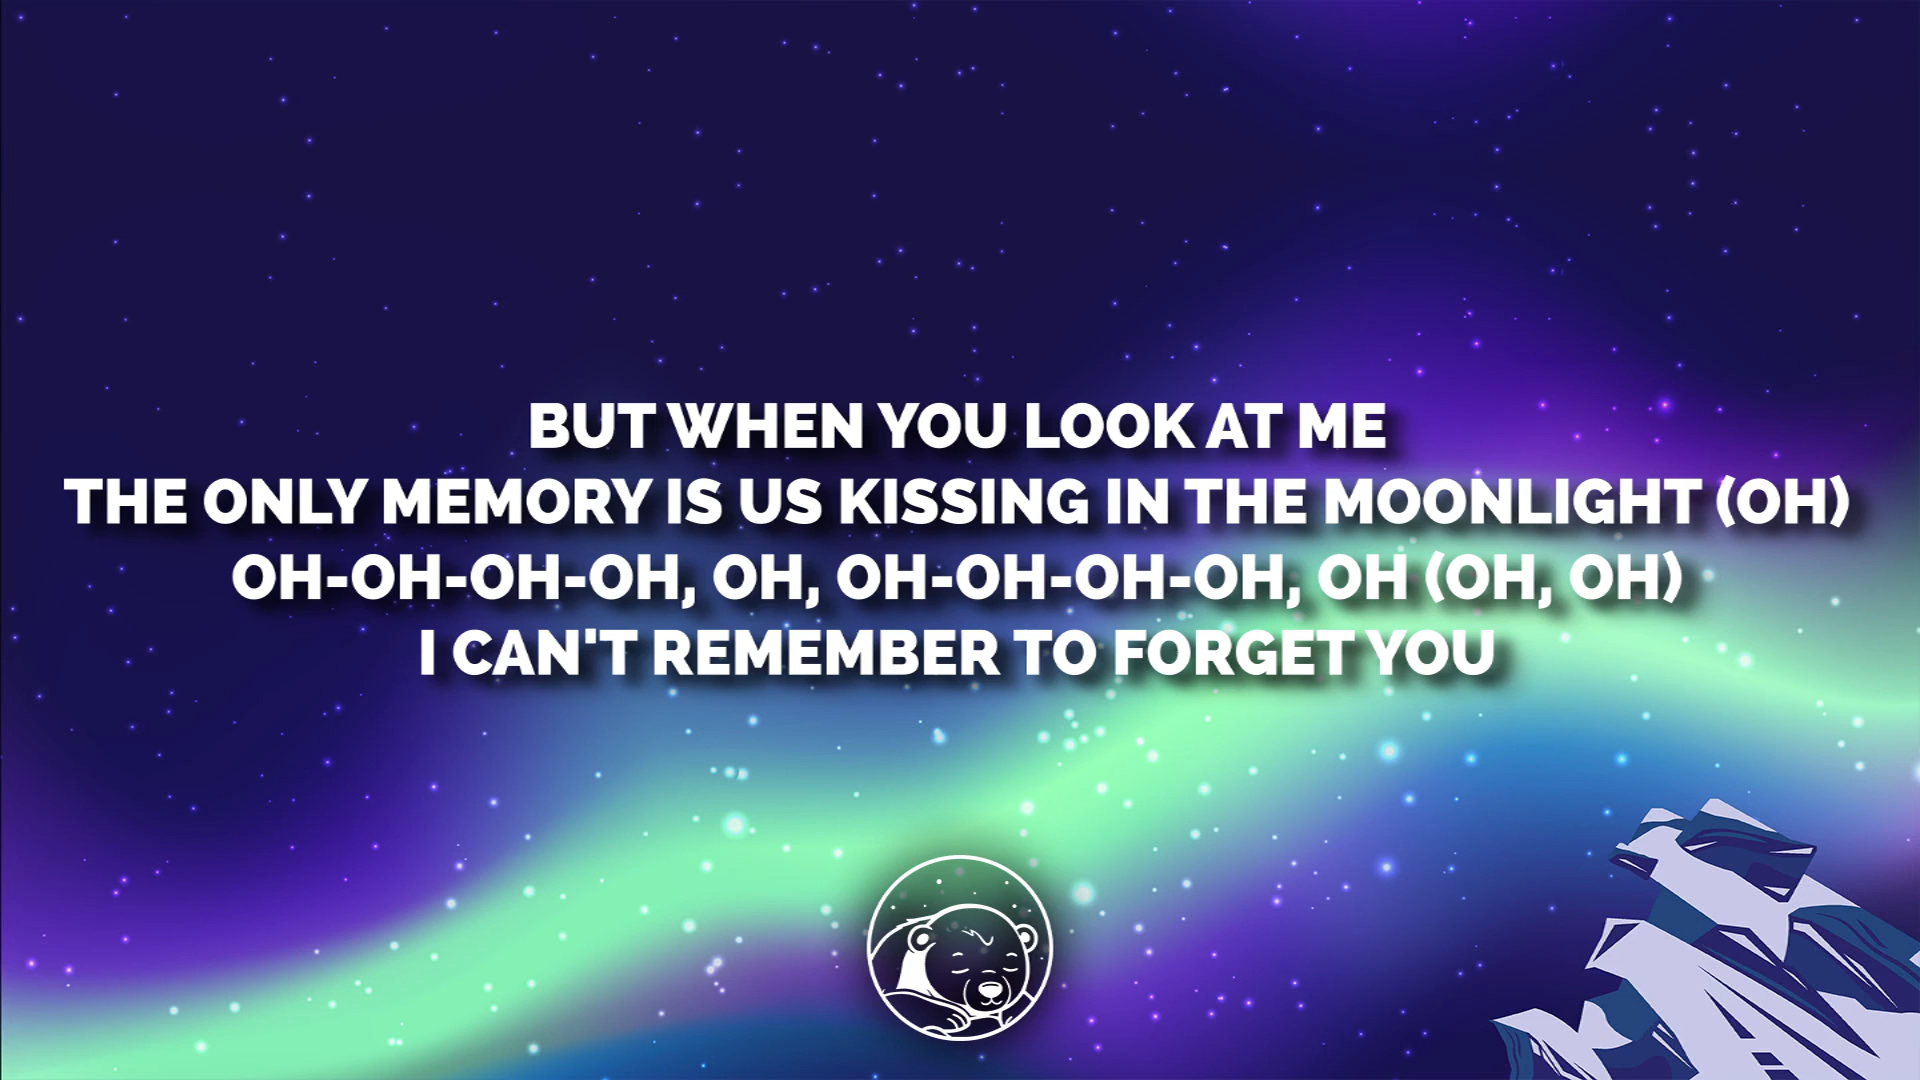 BUT WHEN YOU LOOK AT ME
THE ONLY MEMORY IS US KISSING IN THE MOONLIGHT (OH)
OH-OH-OH-OH, OH, OH-OH-OH-OH, OH (OH, OH)
I CAN'T REMEMBER TO FORGET YOU